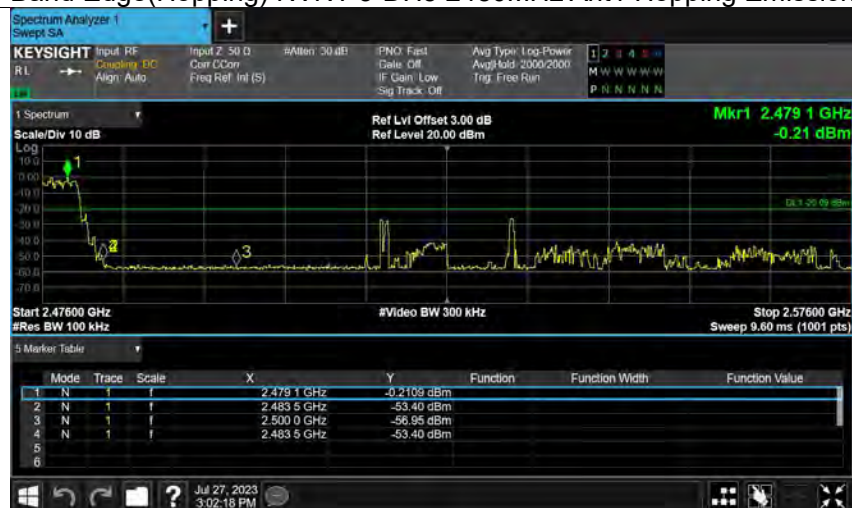 Spectrum Analyzer 1
Swept SA
+
KEYSIGHT Input: RF Input Z: 50 Ω #Atten: 30 dB PNO: Fast Avg Type: Log-Power 1 2 3 4 5 6
RL Coupling: DC Corr CCorr Gate: Off Avg|Hold: 2000/2000 M W W W W W
Align: Auto Freq Ref: Int (S) IF Gain: Low Trig: Free Run
Sig Track: Off P N N N N N
1 Spectrum Ref Lvl Offset 3.00 dB Mkr1 2.479 1 GHz
Scale/Div 10 dB Ref Level 20.00 dBm -0.21 dBm
Log
10.0
1
0.00
-10.0
-20.0 DL1 -20.09 dBm
-30.0
-40.0
3
-50.0
-60.0
-70.0
Start 2.47600 GHz #Video BW 300 kHz Stop 2.57600 GHz
#Res BW 100 kHz Sweep 9.60 ms (1001 pts)
5 Marker Table
Mode Trace Scale X Y Function Function Width Function Value
1 N 1 f 2.479 1 GHz -0.2109 dBm
2 N 1 f 2.483 5 GHz -53.40 dBm
3 N 1 f 2.500 0 GHz -56.95 dBm
4 N 1 f 2.483 5 GHz -53.40 dBm
5
6
? Jul 27, 2023
3:02:18 PM